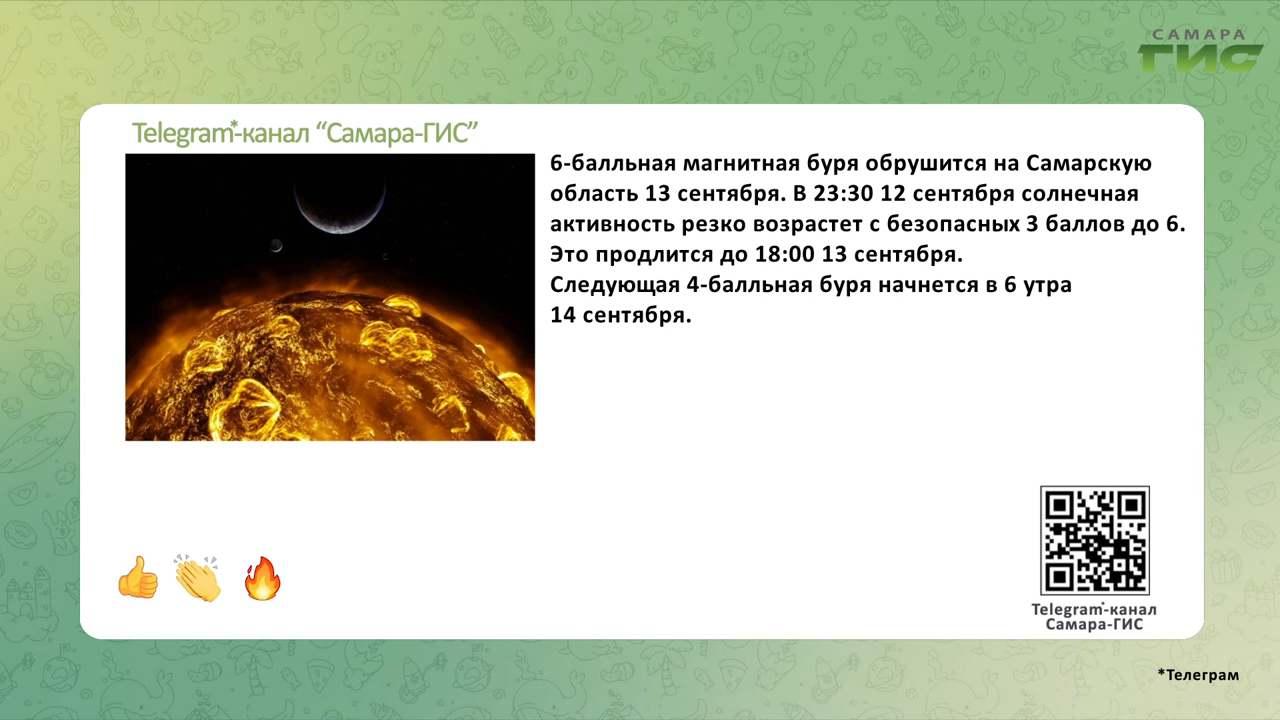 САМАРА
ГИС
Telegram*-канал “Самара-ГИС”
6-балльная магнитная буря обрушится на Самарскую
область 13 сентября. В 23:30 12 сентября солнечная
активность резко возрастет с безопасных 3 баллов до 6.
Это продлится до 18:00 13 сентября.
Следующая 4-балльная буря начнется в 6 утра
14 сентября.
Telegram*-канал
Самара-ГИС
*Телеграм